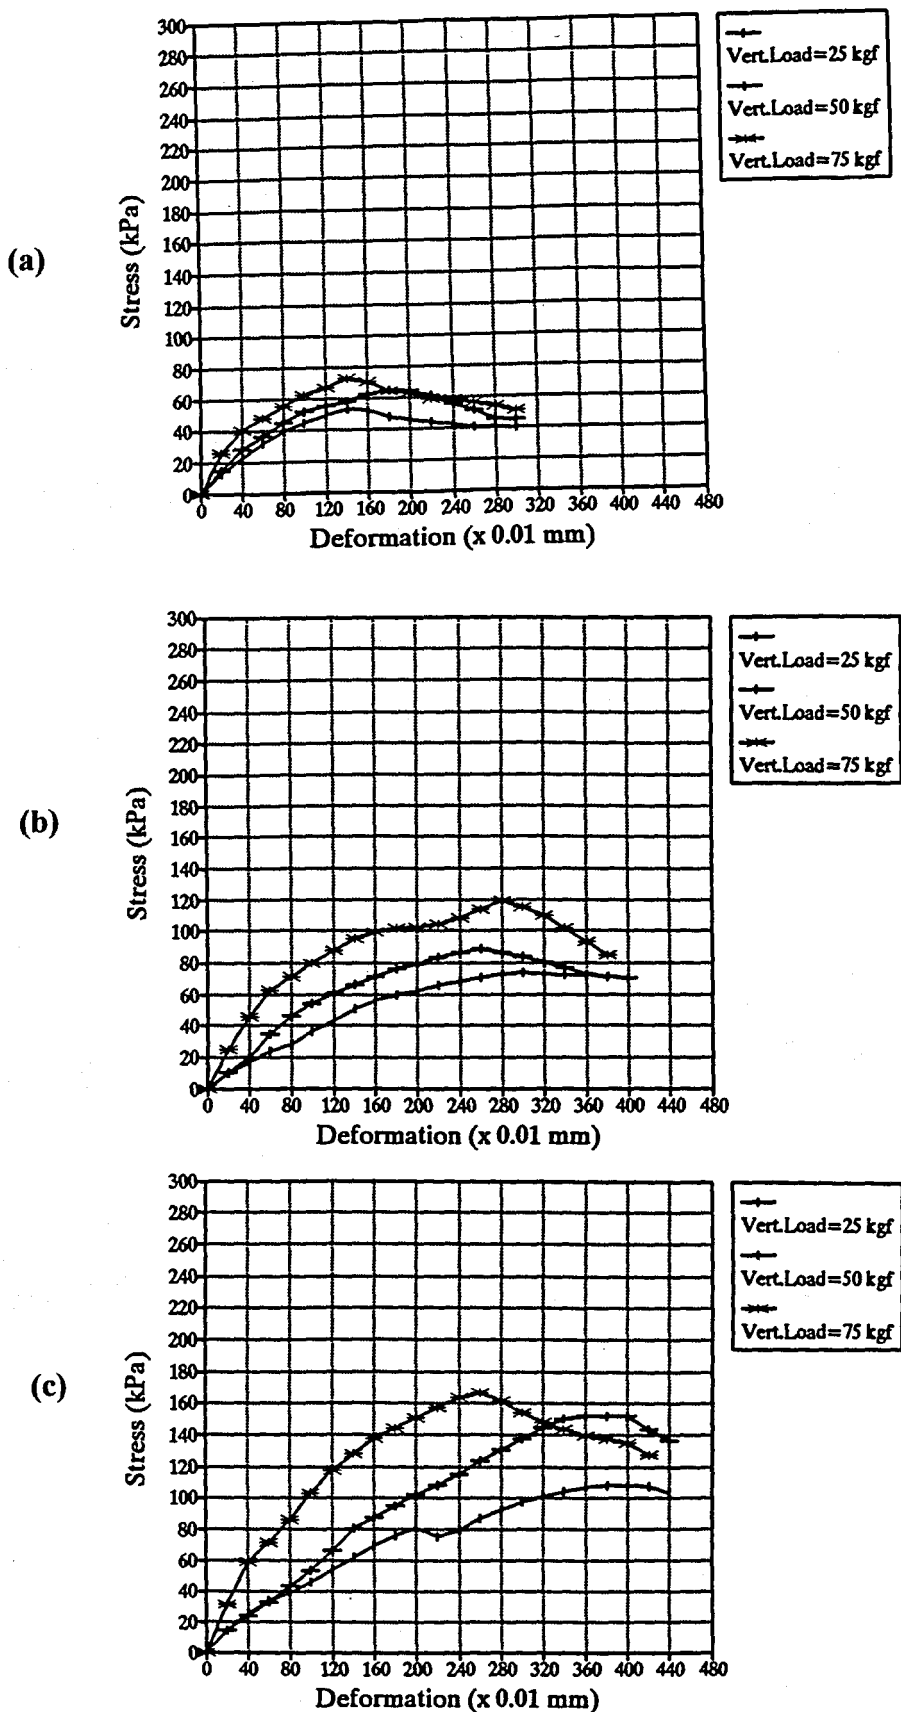 (a)
Stress (kPa)
300
280
260
240
220
200
180
160
140
120
100
80
60
40
20
0
0 40 80 120 160 200 240 280 320 360 400 440 480
Deformation (x 0.01 mm)
Vert.Load=25 kgf
Vert.Load=50 kgf
Vert.Load=75 kgf
(b)
Stress (kPa)
300
280
260
240
220
200
180
160
140
120
100
80
60
40
20
0
0 40 80 120 160 200 240 280 320 360 400 440 480
Deformation (x 0.01 mm)
Vert.Load=25 kgf
Vert.Load=50 kgf
Vert.Load=75 kgf
(c)
Stress (kPa)
300
280
260
240
220
200
180
160
140
120
100
80
60
40
20
0
0 40 80 120 160 200 240 280 320 360 400 440 480
Deformation (x 0.01 mm)
Vert.Load=25 kgf
Vert.Load=50 kgf
Vert.Load=75 kgf